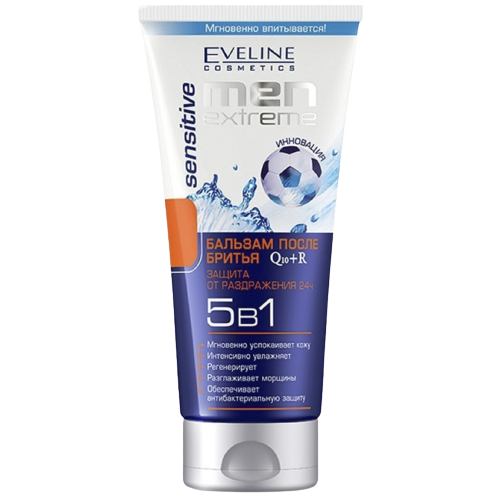 Мгновенно впитывается!
EVELINE
COSMETICS
men
extreme
sensitive
ИННОВАЦИЯ
БАЛЬЗАМ ПОСЛЕ
БРИТЬЯ Q10+R
ЗАЩИТА
ОТ РАЗДРАЖЕНИЯ 24ч
5в1
Мгновенно успокаивает кожу
Интенсивно увлажняет
Регенерирует
Разглаживает морщины
Обеспечивает
антибактериальную защиту